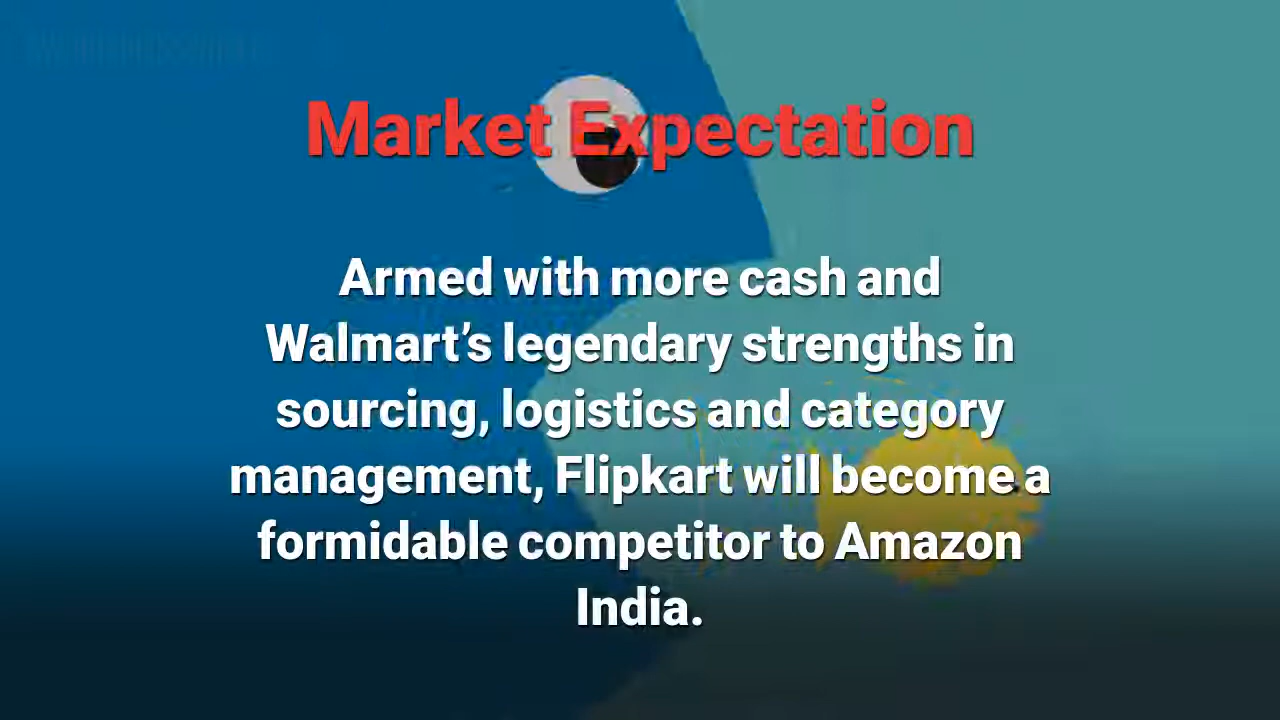 Market Expectation
Armed with more cash and
Walmart’s legendary strengths in
sourcing, logistics and category
management, Flipkart will become a
formidable competitor to Amazon
India.